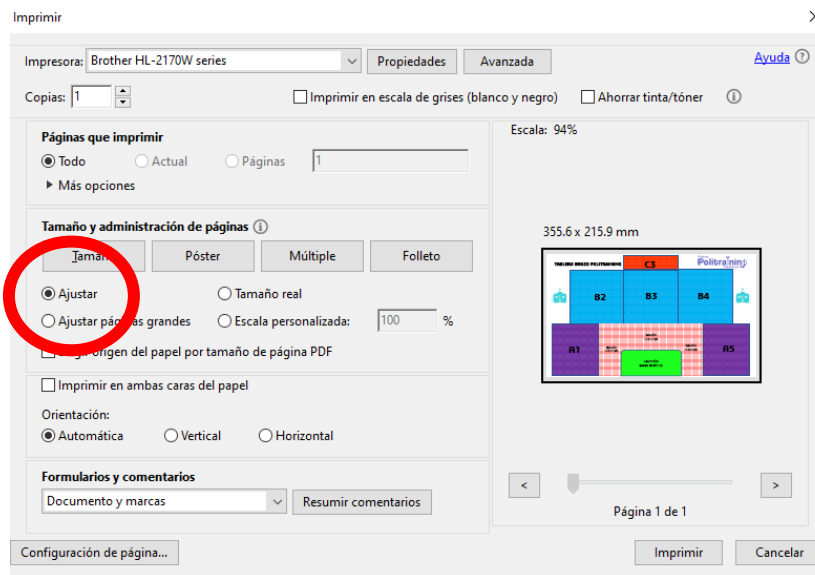 Imprimir
Impresora: Brother HL-2170W series Propiedades Avanzada Ayuda
Copias: 1 Imprimir en escala de grises (blanco y negro) Ahorrar tinta/tóner
Páginas que imprimir
Todo Actual Páginas 1
Más opciones
Escala: 94%
Tamaño y administración de páginas
Tamaño Póster Múltiple Folleto
Ajustar Tamaño real
Ajustar páginas grandes Escala personalizada: 100 %
origen del papel por tamaño de página PDF
Imprimir en ambas caras del papel
Orientación:
Automática Vertical Horizontal
Formularios y comentarios
Documento y marcas Resumir comentarios
355.6 x 215.9 mm
C3 Politraining
B2 B3 B4
A1 A5
< >
Página 1 de 1
Configuración de página... Imprimir Cancelar